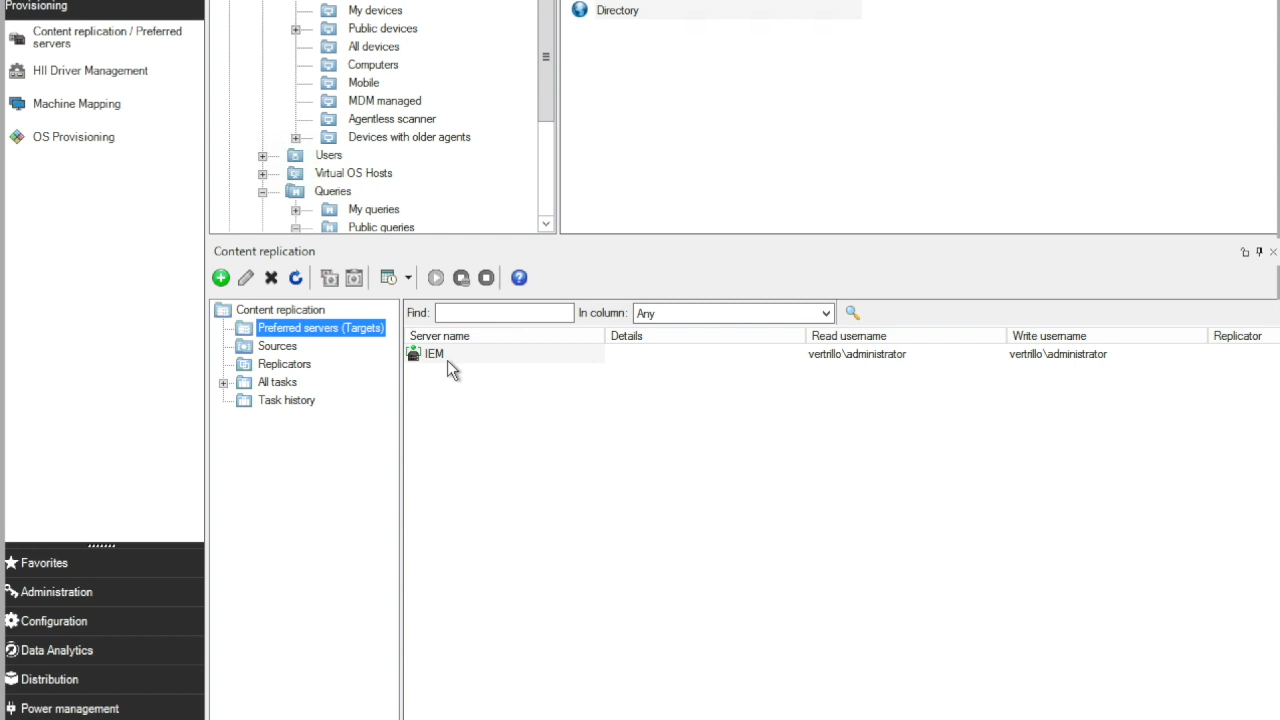 Provisioning
Content replication / Preferred
servers
HII Driver Management
Machine Mapping
OS Provisioning
Favorites
Administration
Configuration
Data Analytics
Distribution
Power management
My devices
Public devices
All devices
Computers
Mobile
MDM managed
Agentless scanner
Devices with older agents
Users
Virtual OS Hosts
Queries
My queries
Public queries
Directory
Content replication
Content replication
Preferred servers (Targets)
Sources
Replicators
All tasks
Task history
Find: In column: Any
Server name Details Read username Write username Replicator
IEM vertrillo\administrator vertrillo\administrator